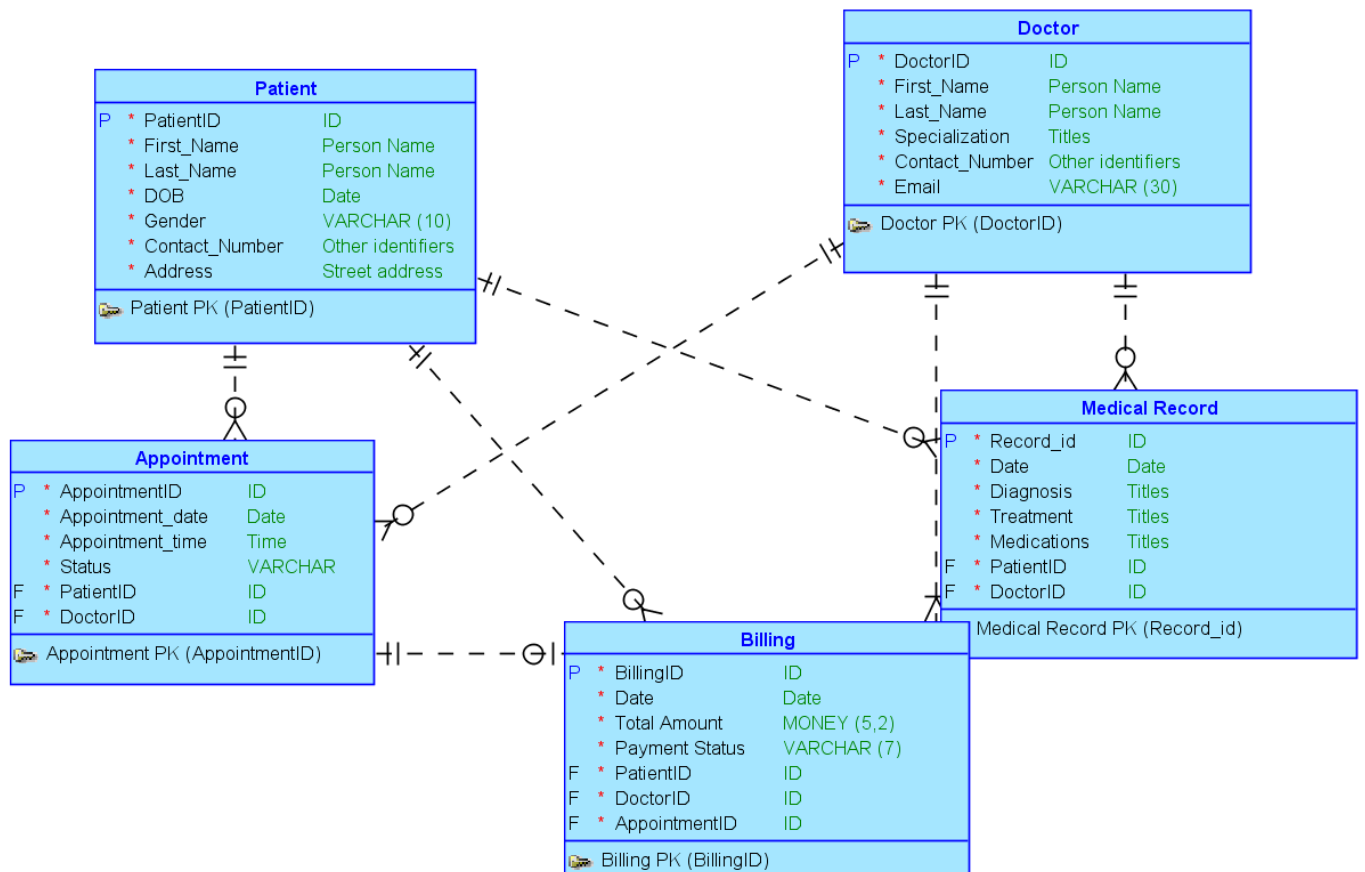 Doctor
P * DoctorID ID
* First_Name Person Name
* Last_Name Person Name
* Specialization Titles
* Contact_Number Other identifiers
* Email VARCHAR (30)
Doctor PK (DoctorID)
Patient
P * PatientID ID
* First_Name Person Name
* Last_Name Person Name
* DOB Date
* Gender VARCHAR (10)
* Contact_Number Other identifiers
* Address Street address
Patient PK (PatientID)
Medical Record
P * Record_id ID
* Date Date
* Diagnosis Titles
* Treatment Titles
* Medications Titles
F * PatientID ID
F * DoctorID ID
Medical Record PK (Record_id)
Appointment
P * AppointmentID ID
* Appointment_date Date
* Appointment_time Time
* Status VARCHAR
F * PatientID ID
F * DoctorID ID
Appointment PK (AppointmentID)
Billing
P * BillingID ID
* Date Date
* Total Amount MONEY (5,2)
* Payment Status VARCHAR (7)
F * PatientID ID
F * DoctorID ID
F * AppointmentID ID
Billing PK (BillingID)